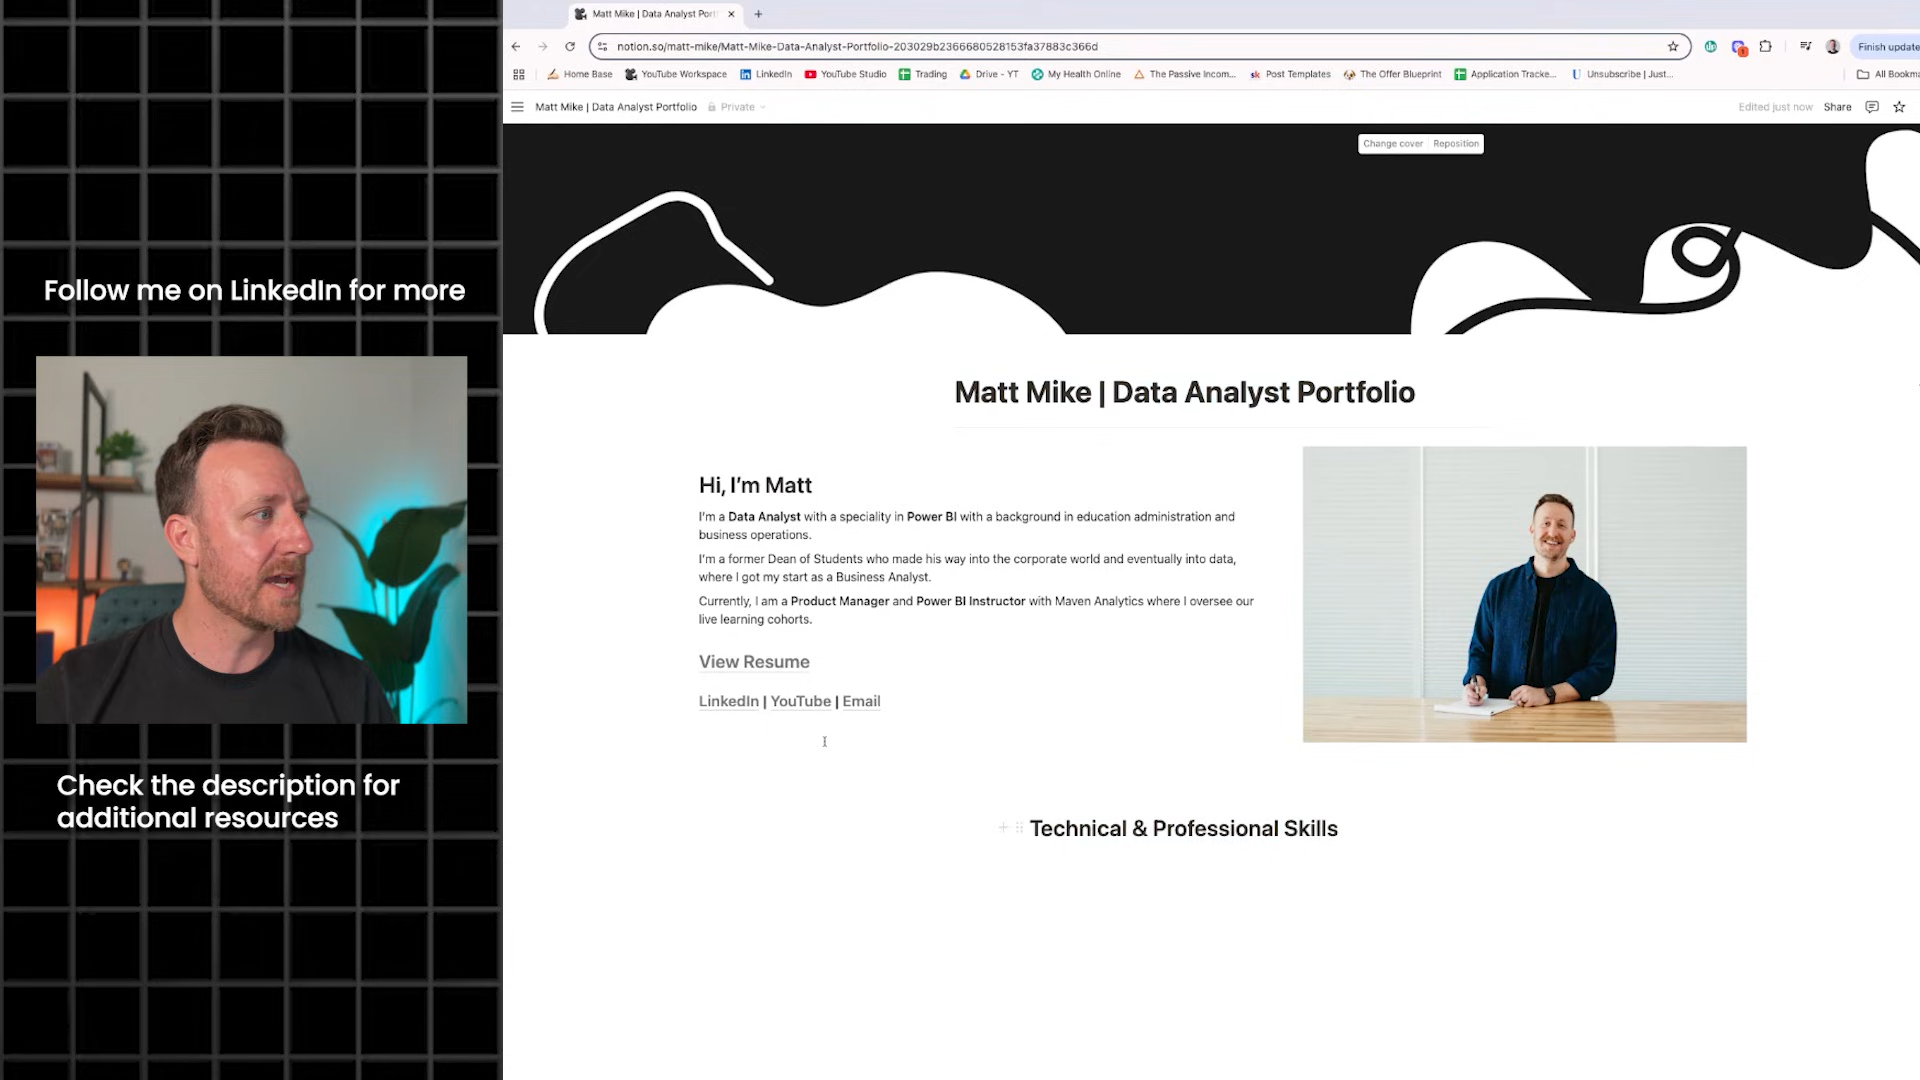 Follow me on LinkedIn for more
Check the description for
additional resources
Matt Mike | Data Analyst Port
notion.so/matt-mike/Matt-Mike-Data-Analyst-Portfolio-203029b2366680528153fa37883c366d
Finish update
Home Base
YouTube Workspace
LinkedIn
YouTube Studio
Trading
Drive - YT
My Health Online
The Passive Incom...
sk Post Templates
The Offer Blueprint
Application Tracke...
Unsubscribe | Just...
All Bookma
Matt Mike | Data Analyst Portfolio
Private
Edited just now
Share
Change cover
Reposition
Matt Mike | Data Analyst Portfolio
Hi, I'm Matt
I'm a Data Analyst with a speciality in Power BI with a background in education administration and
business operations.
I'm a former Dean of Students who made his way into the corporate world and eventually into data,
where I got my start as a Business Analyst.
Currently, I am a Product Manager and Power BI Instructor with Maven Analytics where I oversee our
live learning cohorts.
View Resume
LinkedIn | YouTube | Email
Technical & Professional Skills